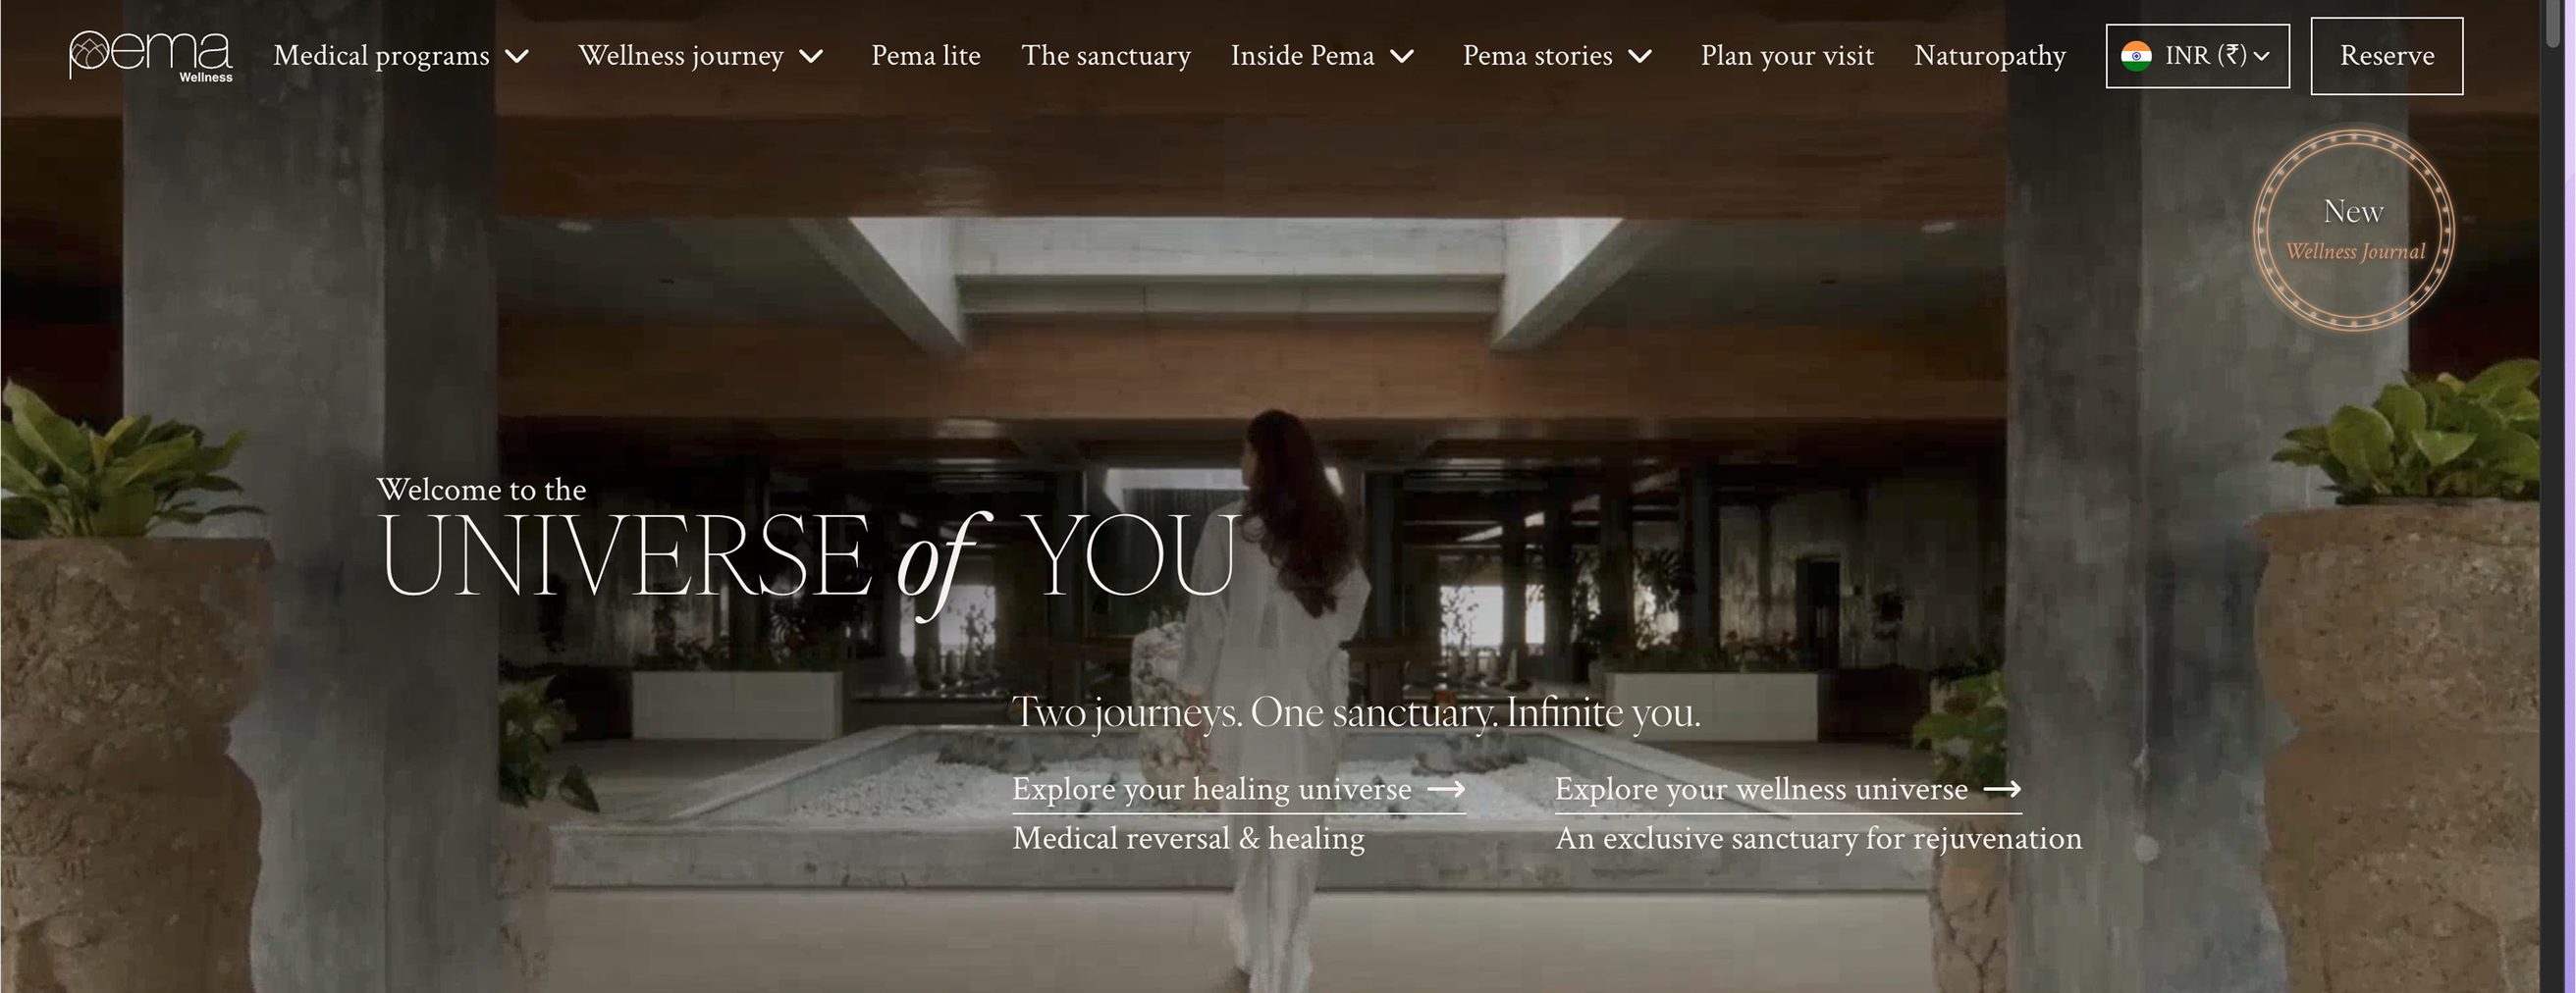 pema
Wellness
Medical programs
Wellness journey
Pema lite
The sanctuary
Inside Pema
Pema stories
Plan your visit
Naturopathy
INR (₹)
Reserve
New
Wellness Journal
Welcome to the
UNIVERSE of YOU
Two journeys. One sanctuary. Infinite you.
Explore your healing universe →
Medical reversal & healing
Explore your wellness universe →
An exclusive sanctuary for rejuvenation